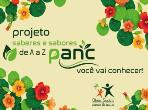 projeto
saberes e sabores
de A a Z panc
você vai conhecer!